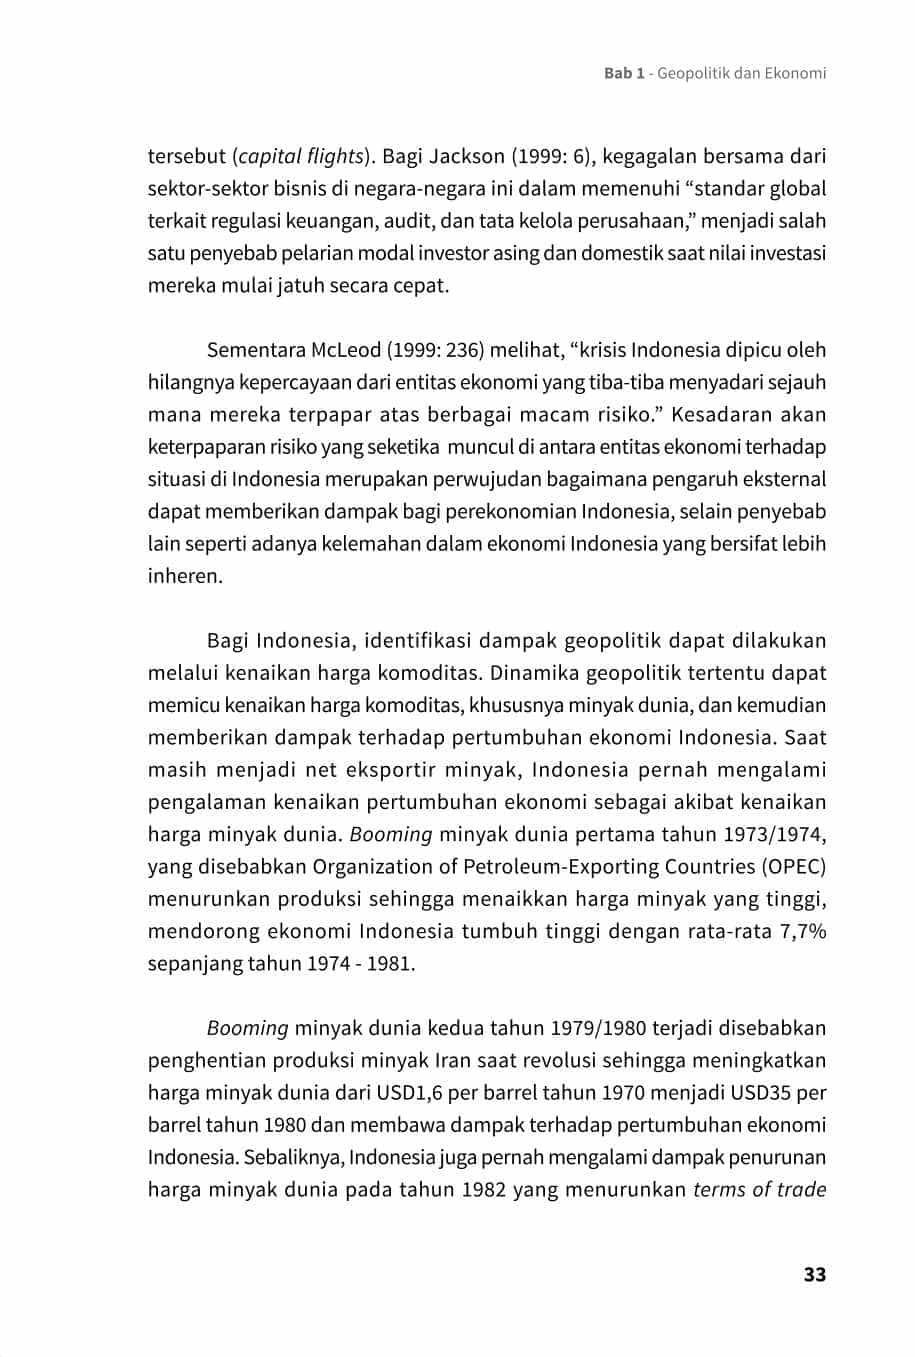 Bab 1 - Geopolitik dan Ekonomi
tersebut (capital flights). Bagi Jackson (1999: 6), kegagalan bersama dari
sektor-sektor bisnis di negara-negara ini dalam memenuhi “standar global
terkait regulasi keuangan, audit, dan tata kelola perusahaan,” menjadi salah
satu penyebab pelarian modal investor asing dan domestik saat nilai investasi
mereka mulai jatuh secara cepat.
Sementara McLeod (1999: 236) melihat, “krisis Indonesia dipicu oleh
hilangnya kepercayaan dari entitas ekonomi yang tiba-tiba menyadari sejauh
mana mereka terpapar atas berbagai macam risiko.” Kesadaran akan
keterpaparan risiko yang seketika muncul di antara entitas ekonomi terhadap
situasi di Indonesia merupakan perwujudan bagaimana pengaruh eksternal
dapat memberikan dampak bagi perekonomian Indonesia, selain penyebab
lain seperti adanya kelemahan dalam ekonomi Indonesia yang bersifat lebih
inheren.
Bagi Indonesia, identifikasi dampak geopolitik dapat dilakukan
melalui kenaikan harga komoditas. Dinamika geopolitik tertentu dapat
memicu kenaikan harga komoditas, khususnya minyak dunia, dan kemudian
memberikan dampak terhadap pertumbuhan ekonomi Indonesia. Saat
masih menjadi net eksportir minyak, Indonesia pernah mengalami
pengalaman kenaikan pertumbuhan ekonomi sebagai akibat kenaikan
harga minyak dunia. Booming minyak dunia pertama tahun 1973/1974,
yang disebabkan Organization of Petroleum-Exporting Countries (OPEC)
menurunkan produksi sehingga menaikkan harga minyak yang tinggi,
mendorong ekonomi Indonesia tumbuh tinggi dengan rata-rata 7,7%
sepanjang tahun 1974 - 1981.
Booming minyak dunia kedua tahun 1979/1980 terjadi disebabkan
penghentian produksi minyak Iran saat revolusi sehingga meningkatkan
harga minyak dunia dari USD1,6 per barrel tahun 1970 menjadi USD35 per
barrel tahun 1980 dan membawa dampak terhadap pertumbuhan ekonomi
Indonesia. Sebaliknya, Indonesia juga pernah mengalami dampak penurunan
harga minyak dunia pada tahun 1982 yang menurunkan terms of trade
33